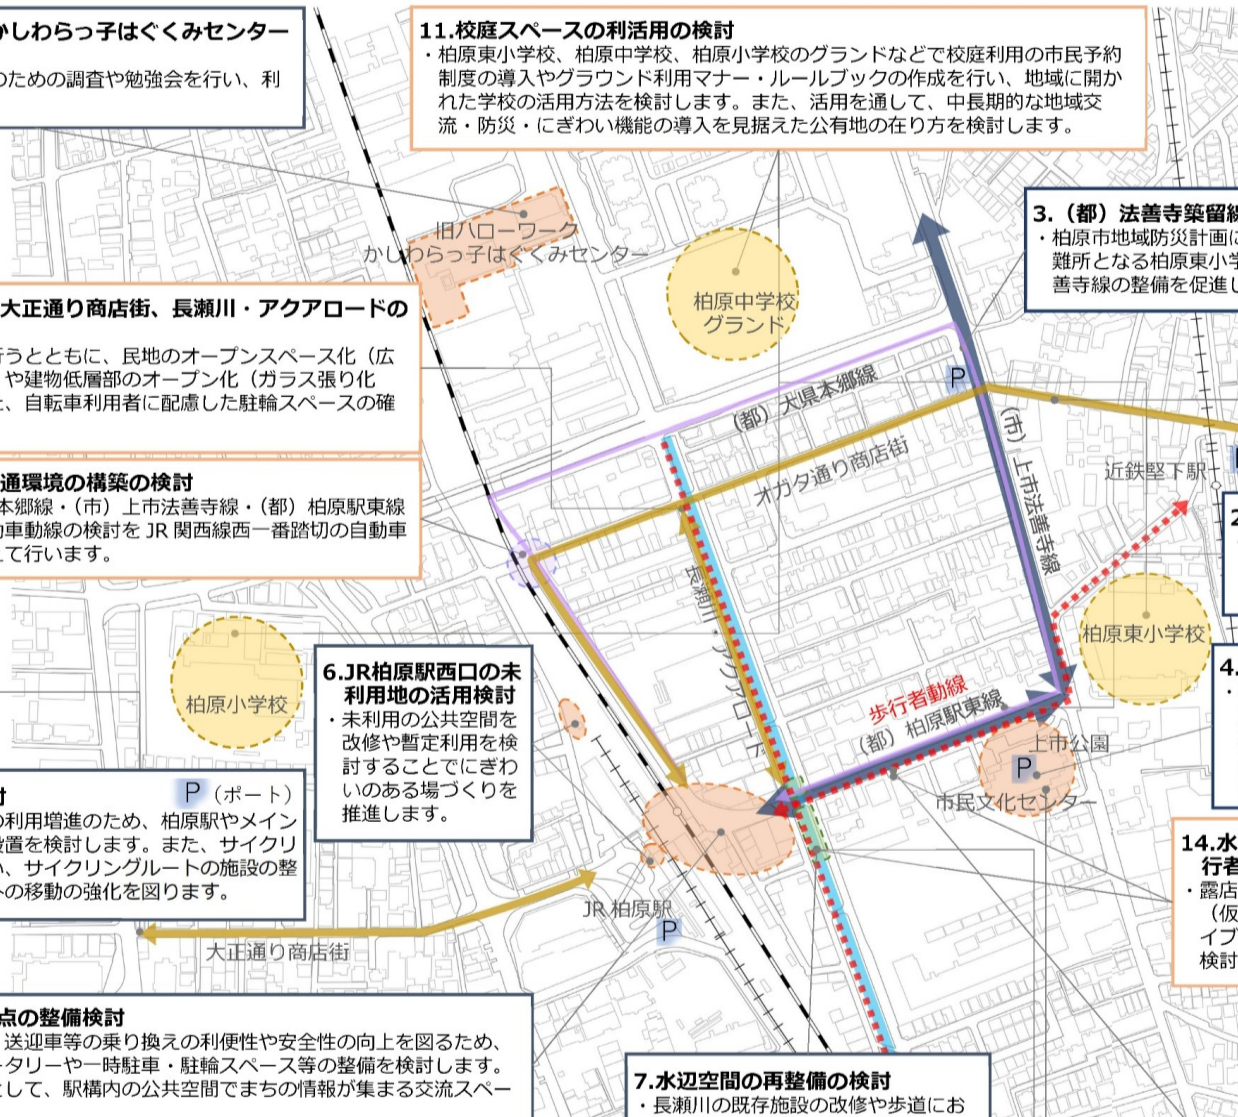 かしわらっ子はぐくみセンター
のための調査や勉強会を行い、利
11.校庭スペースの利活用の検討
・柏原東小学校、柏原中学校、柏原小学校のグランドなどで校庭利用の市民予約
制度の導入やグラウンド利用マナー・ルールブックの作成を行い、地域に開か
れた学校の活用方法を検討します。また、活用を通して、中長期的な地域交
流・防災・にぎわい機能の導入を見据えた公有地の在り方を検討します。
3.（都）法善寺築留線
・柏原市地域防災計画に
難所となる柏原東小学
善寺線の整備を促進し
旧ハローワーク
かしわらっ子はぐくみセンター
柏原中学校
グランド
大正通り商店街、長瀬川・アクアロードの
行うとともに、民地のオープンスペース化（広
）や建物低層部のオープン化（ガラス張り化
た、自転車利用者に配慮した駐輪スペースの確
P
（都）大県本郷線
オガタ通り商店街
（市）上市法善寺線
近鉄堅下駅
通環境の構築の検討
本郷線・（市）上市法善寺線・（都）柏原駅東線
動車動線の検討を JR 関西線西一番踏切の自動車
えて行います。
2
長瀬川・アクアロード
柏原東小学校
柏原小学校
6.JR柏原駅西口の未
利用地の活用検討
・未利用の公共空間を
改修や暫定利用を検
討することでにぎわ
いのある場づくりを
推進します。
4.
・
歩行者動線
（都）柏原駅東線
上市公園
P
市民文化センター
討
P（ポート）
の利用増進のため、柏原駅やメイン
設置を検討します。また、サイクリ
い、サイクリングルートの施設の整
への移動の強化を図ります。
14.水
行者
・露店
（仮
イブ
検討
JR 柏原駅
P
大正通り商店街
点の整備検討
送迎車等の乗り換えの利便性や安全性の向上を図るため、
ータリーや一時駐車・駐輪スペース等の整備を検討します。
として、駅構内の公共空間でまちの情報が集まる交流スペー
7.水辺空間の再整備の検討
・長瀬川の既存施設の改修や歩道にお